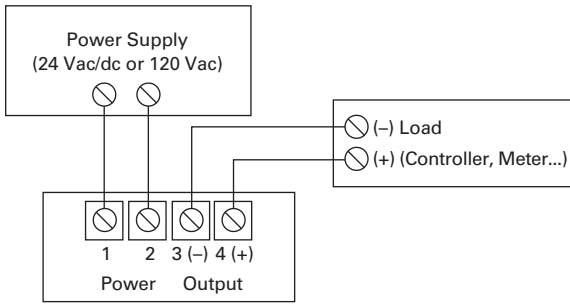 Power Supply
(24 Vac/dc or 120 Vac)
(–) Load
(+) (Controller, Meter...)
1 2 3 (–) 4 (+)
Power Output